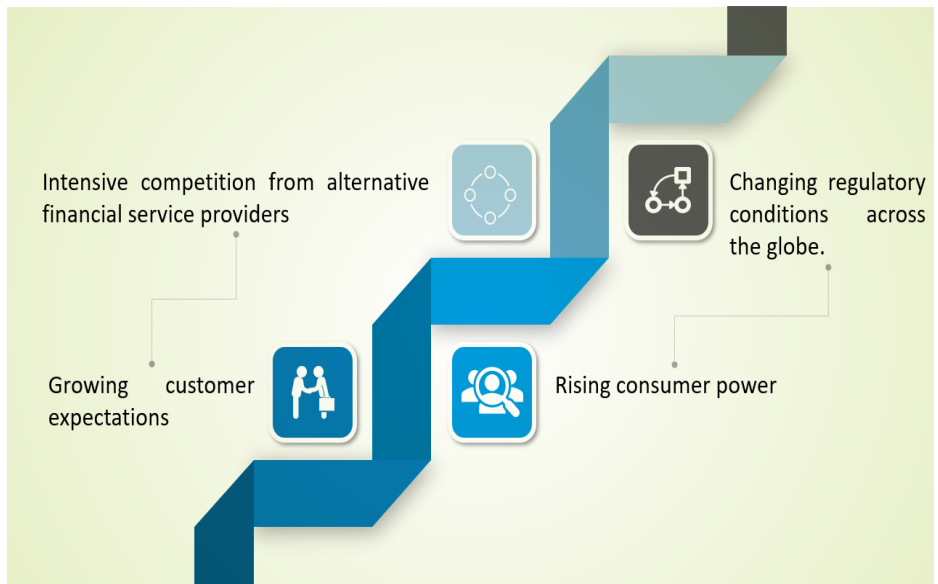 Intensive competition from alternative
financial service providers
Changing regulatory
conditions across
the globe.
Growing customer
expectations
Rising consumer power